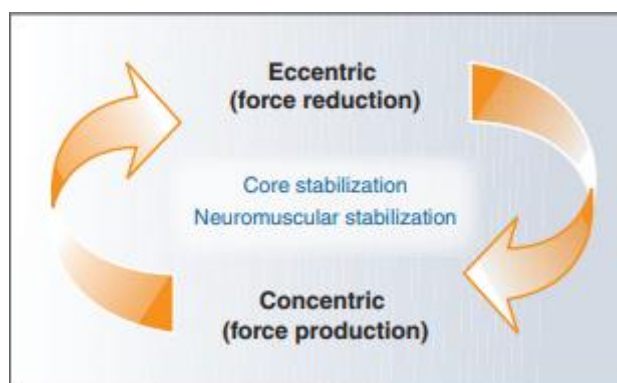 Eccentric
(force reduction)
Core stabilization
Neuromuscular stabilization
Concentric
(force production)